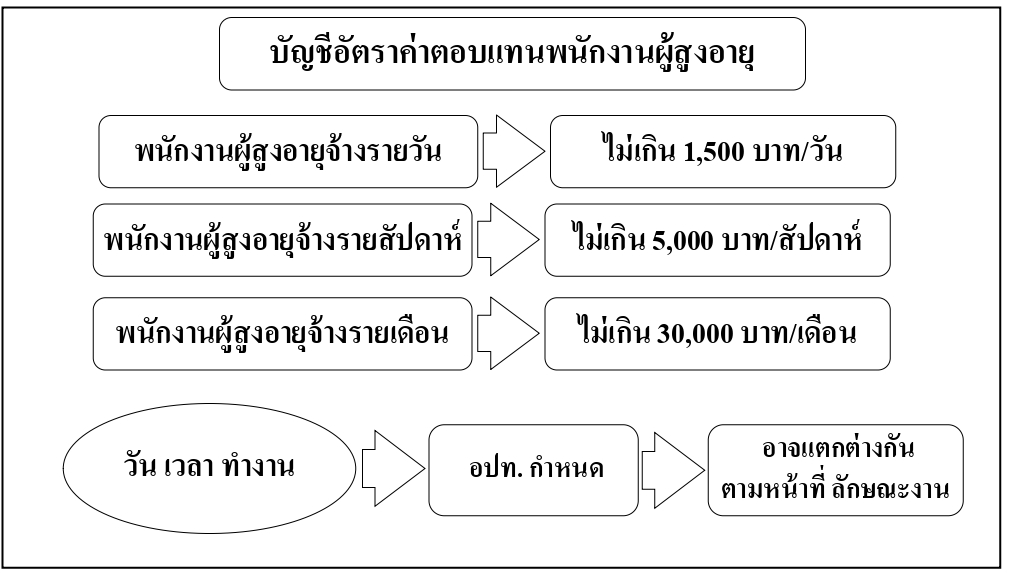 บัญชีอัตราค่าตอบแทนพนักงานผู้สูงอายุ
พนักงานผู้สูงอายุจ้างรายวัน
ไม่เกิน 1,500 บาท/วัน
พนักงานผู้สูงอายุจ้างรายสัปดาห์
ไม่เกิน 5,000 บาท/สัปดาห์
พนักงานผู้สูงอายุจ้างรายเดือน
ไม่เกิน 30,000 บาท/เดือน
วัน เวลา ทำงาน
อปท. กำหนด
อาจแตกต่างกัน
ตามหน้าที่ ลักษณะงาน